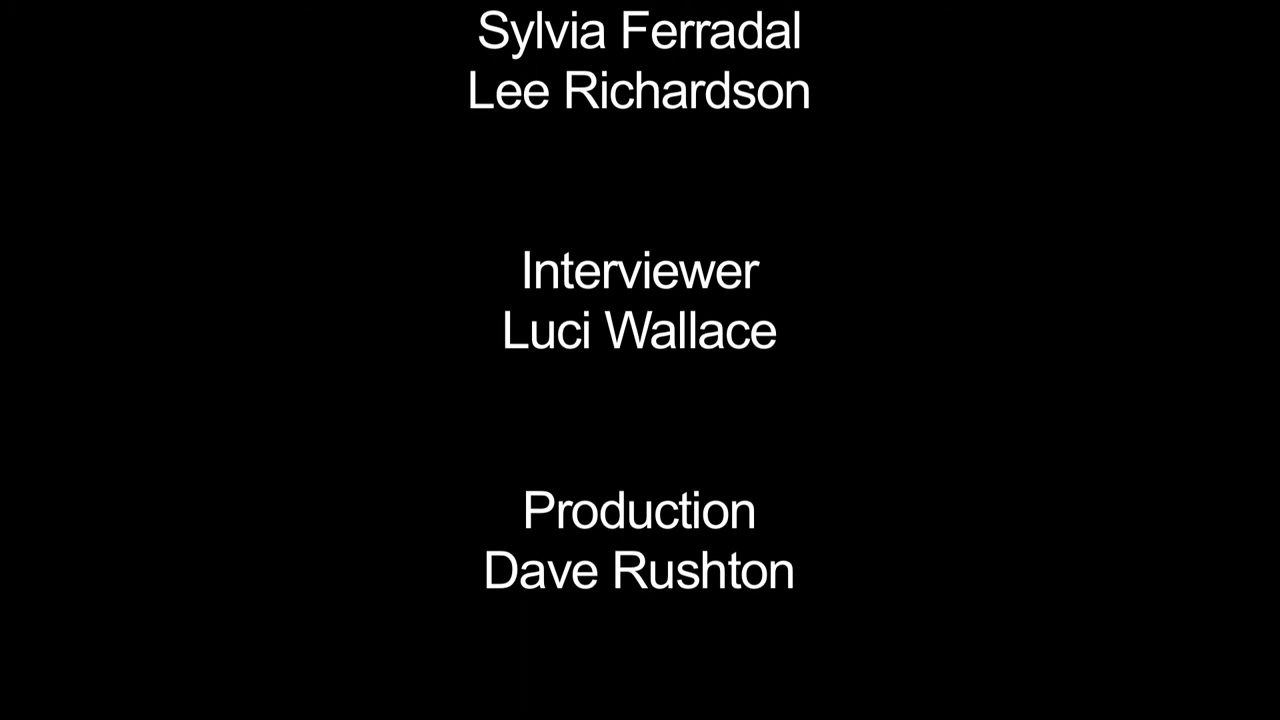 Sylvia Ferradal
Lee Richardson
Interviewer
Luci Wallace
Production
Dave Rushton